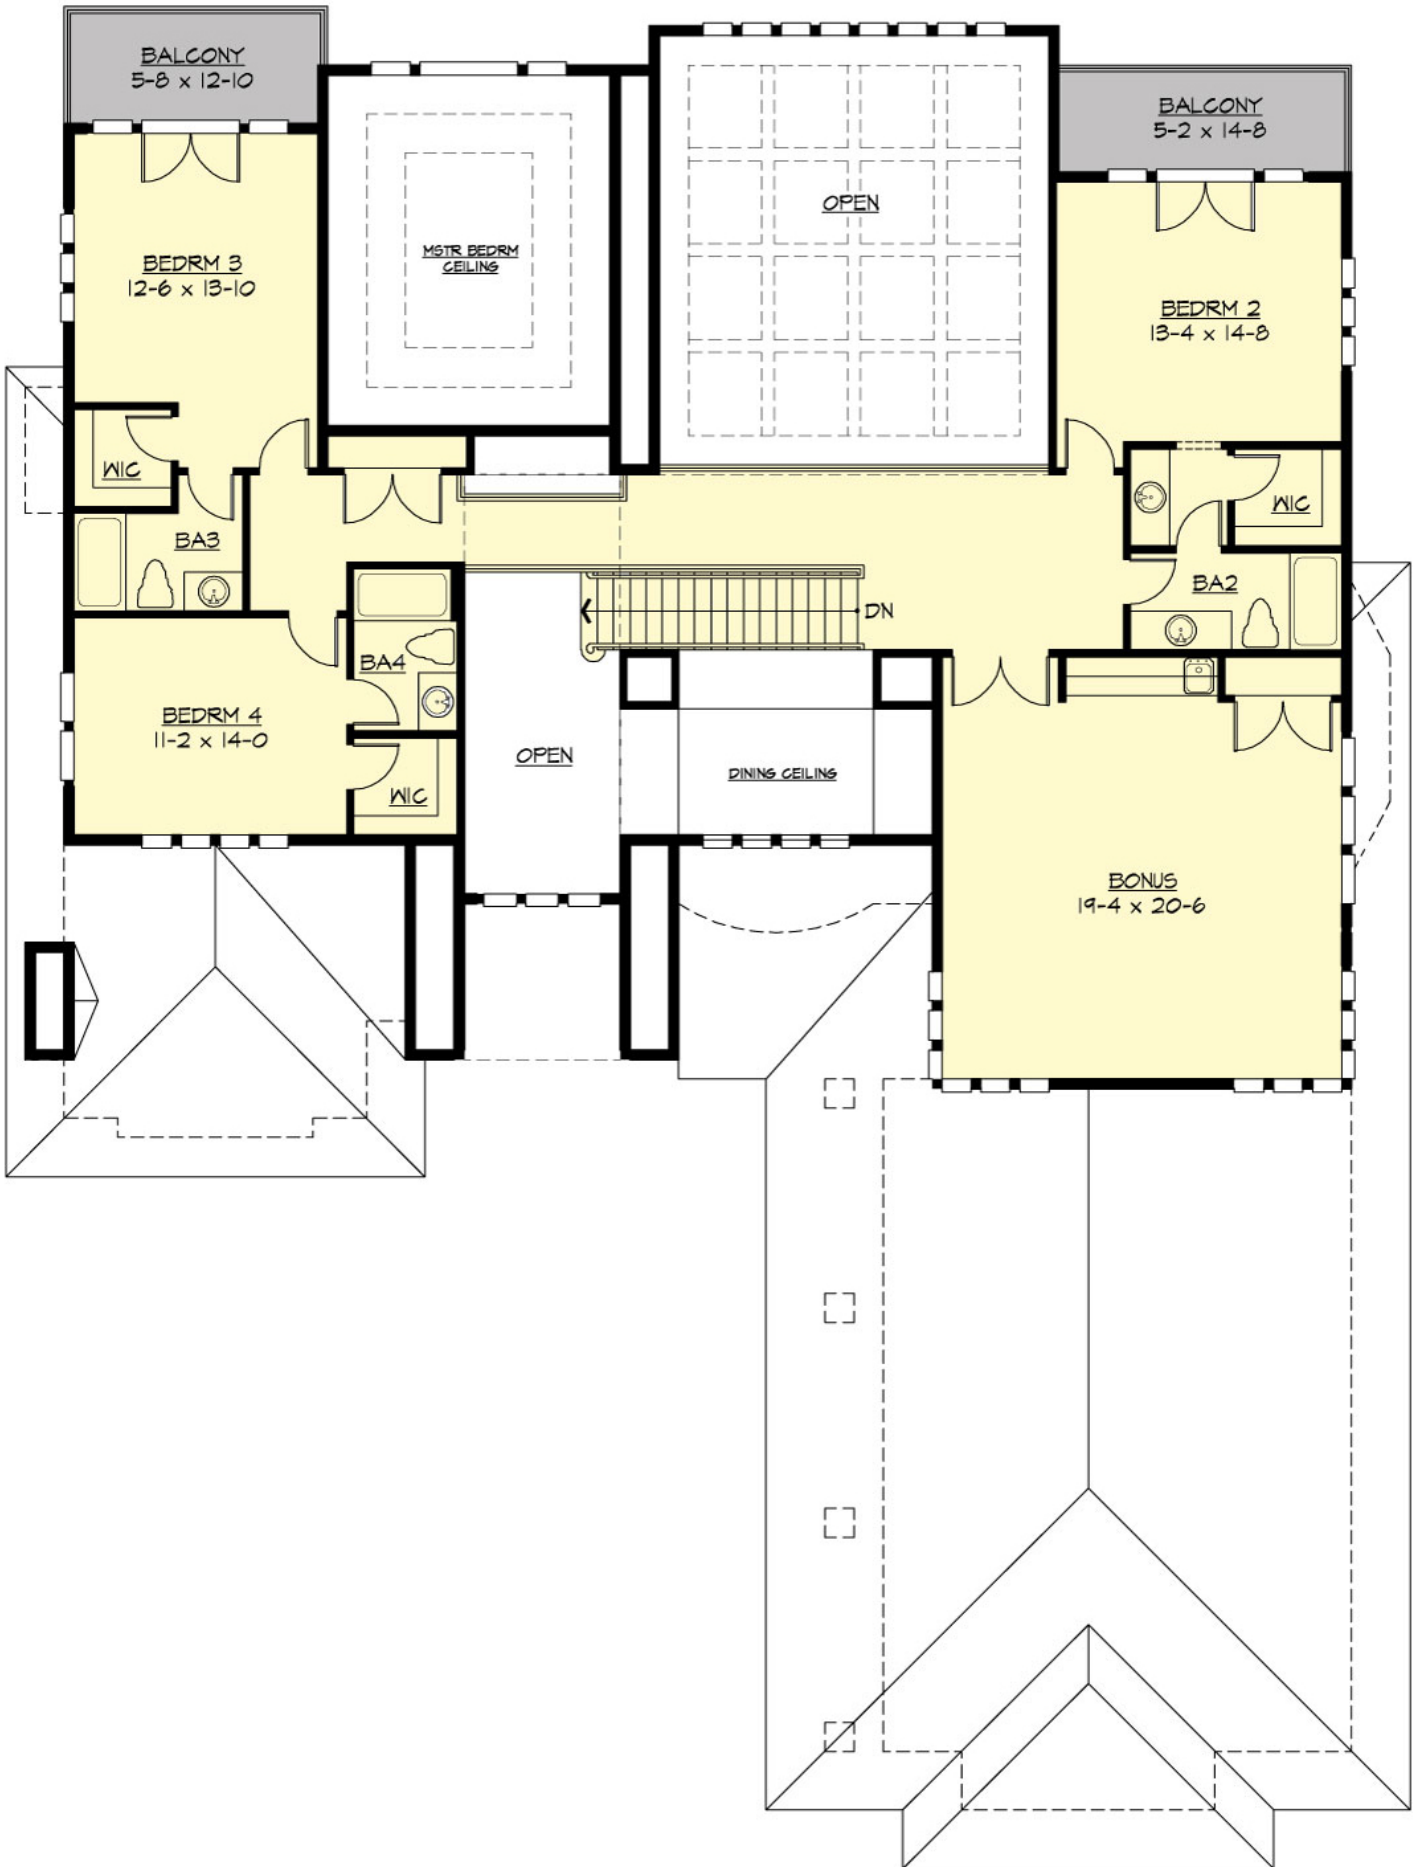 BALCONY
5-8 x 12-10
BALCONY
5-2 x 14-8
OPEN
MSTR BEDRM
CEILING
BEDRM 3
12-6 x 13-10
BEDRM 2
13-4 x 14-8
WIC
WIC
BA3
BA2
DN
BA4
BEDRM 4
11-2 x 14-0
OPEN
DINING CEILING
WIC
BONUS
19-4 x 20-6